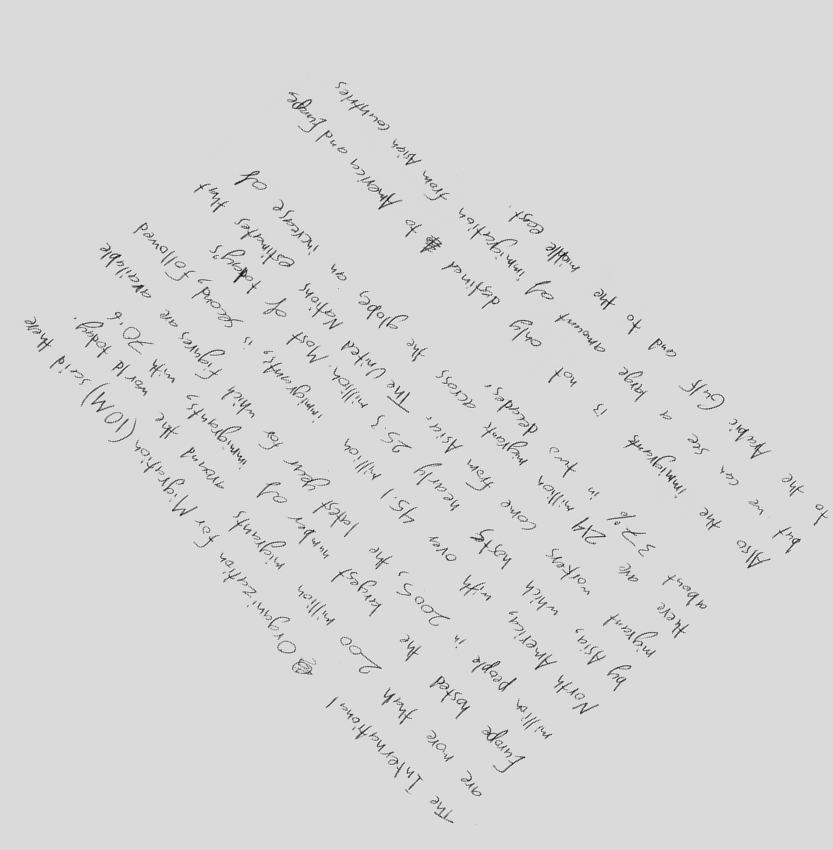 The International Organization for Migration (IOM) said there
are more than 200 million migrants around the world today.
Europe hosted the largest number of immigrants, with 70.6
million people in 2005, the latest year for which figures are available
North America, with over 45.1 million immigrants, is second, followed
by Asia, which hosts nearly 25.3 million. Most of today's
migrant workers come from Asia. The United Nations estimates that
there are 214 million migrants across the globe, an increase of
about 37% in two decades.
Also the immigrants is not only destined to America and Europe,
but we can see a large amount of immigration from Asian countries
to the Arabic Gulf and to the middle east.